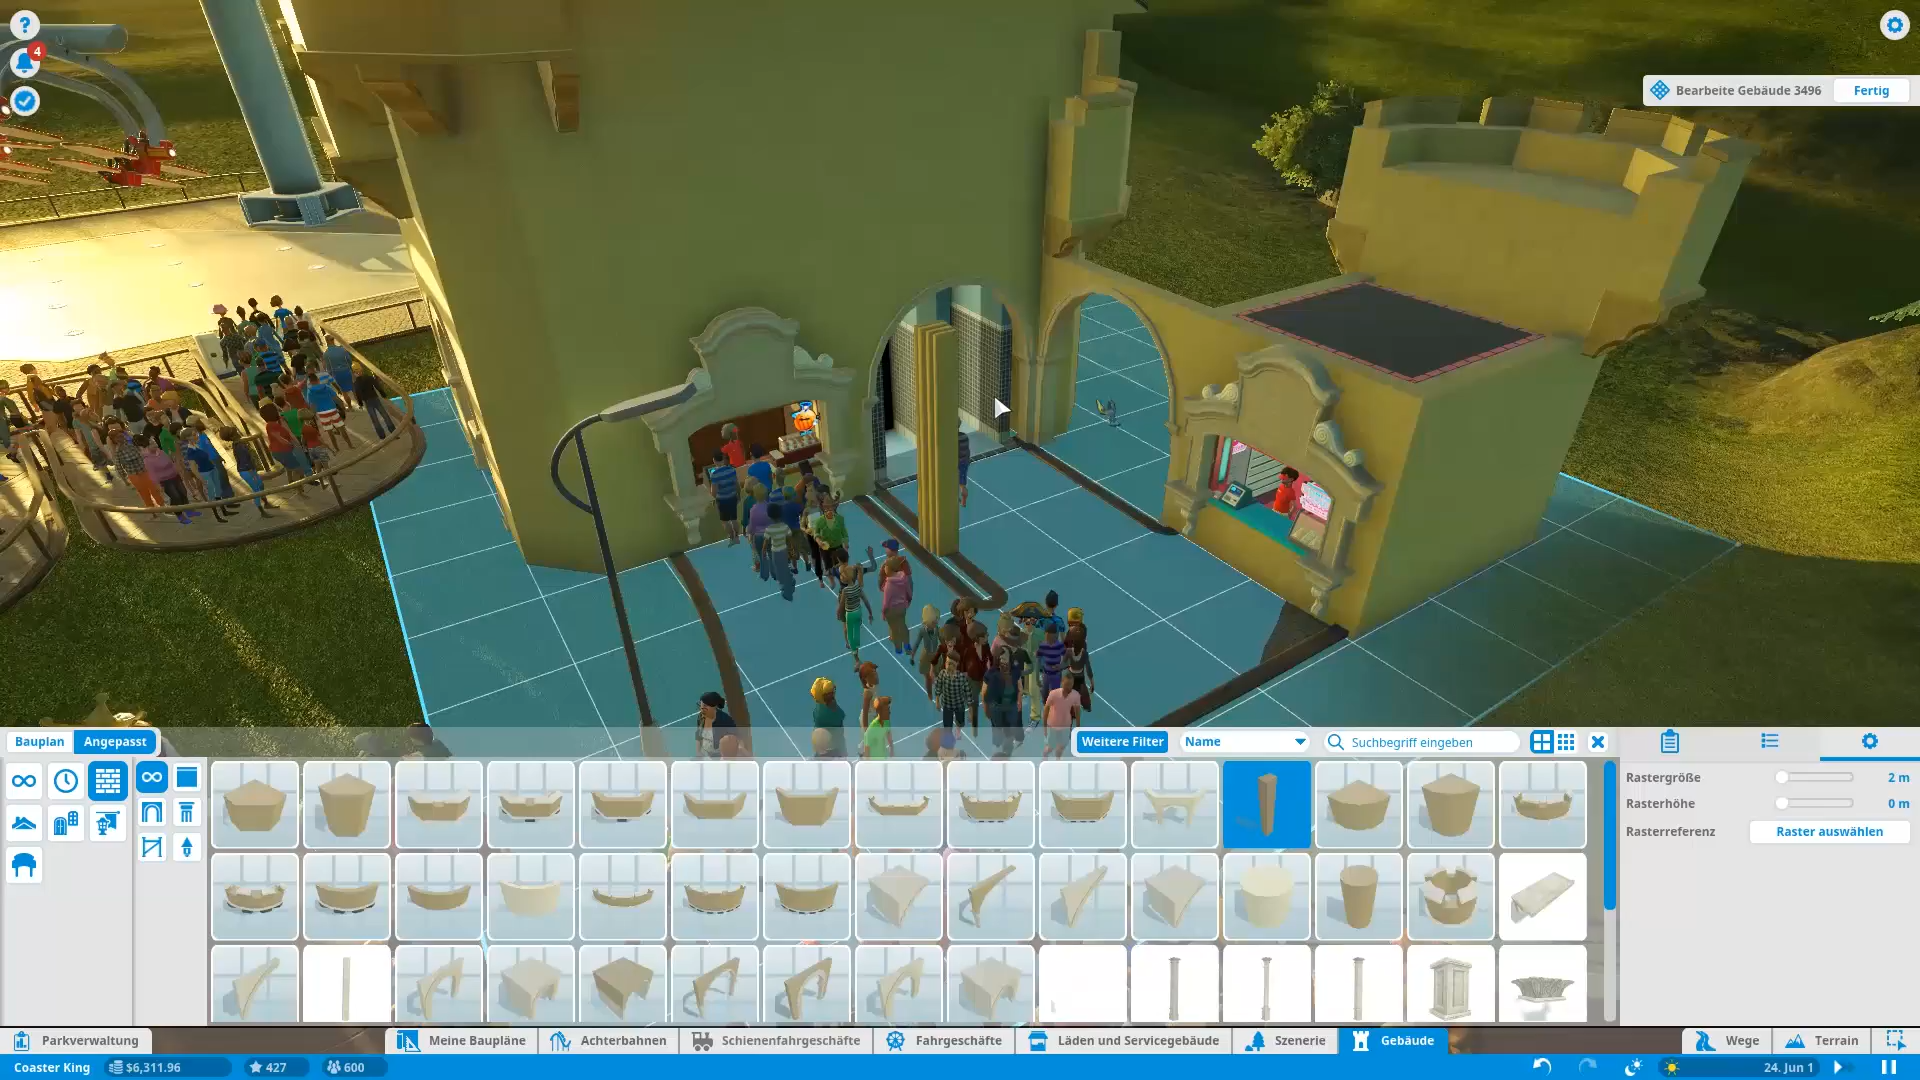 ?
4
Bearbeite Gebäude 3496
Fertig
Bauplan
Angepasst
Weitere Filter
Name
Suchbegriff eingeben
Rastergröße
2 m
Rasterhöhe
0 m
Rasterreferenz
Raster auswählen
Parkverwaltung
Meine Baupläne
Achterbahnen
Schienenfahrgeschäfte
Fahrgeschäfte
Läden und Servicegebäude
Szenerie
Gebäude
Wege
Terrain
Coaster King
$6,311.96
427
600
24. Jun 1